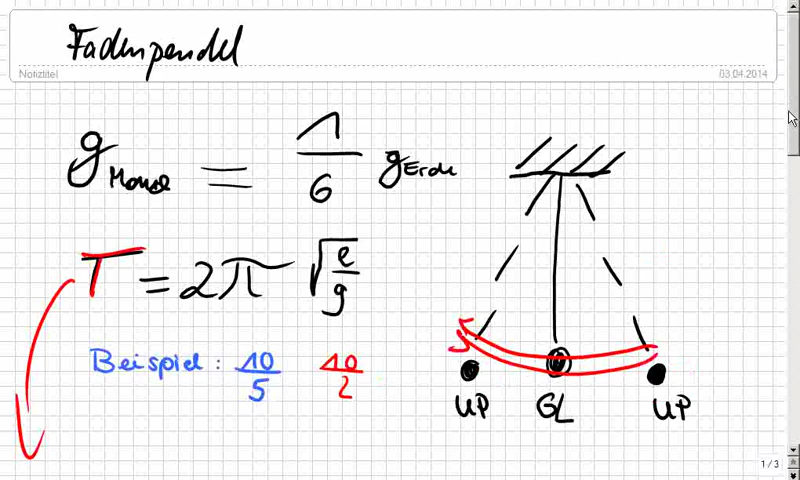 Fadenpendel
Notiztitel
03.04.2014
g Mond = 1/6 g Erde
T = 2π √(l/g)
Beispiel: 10/5 10/2
UP GL UP
1 / 3